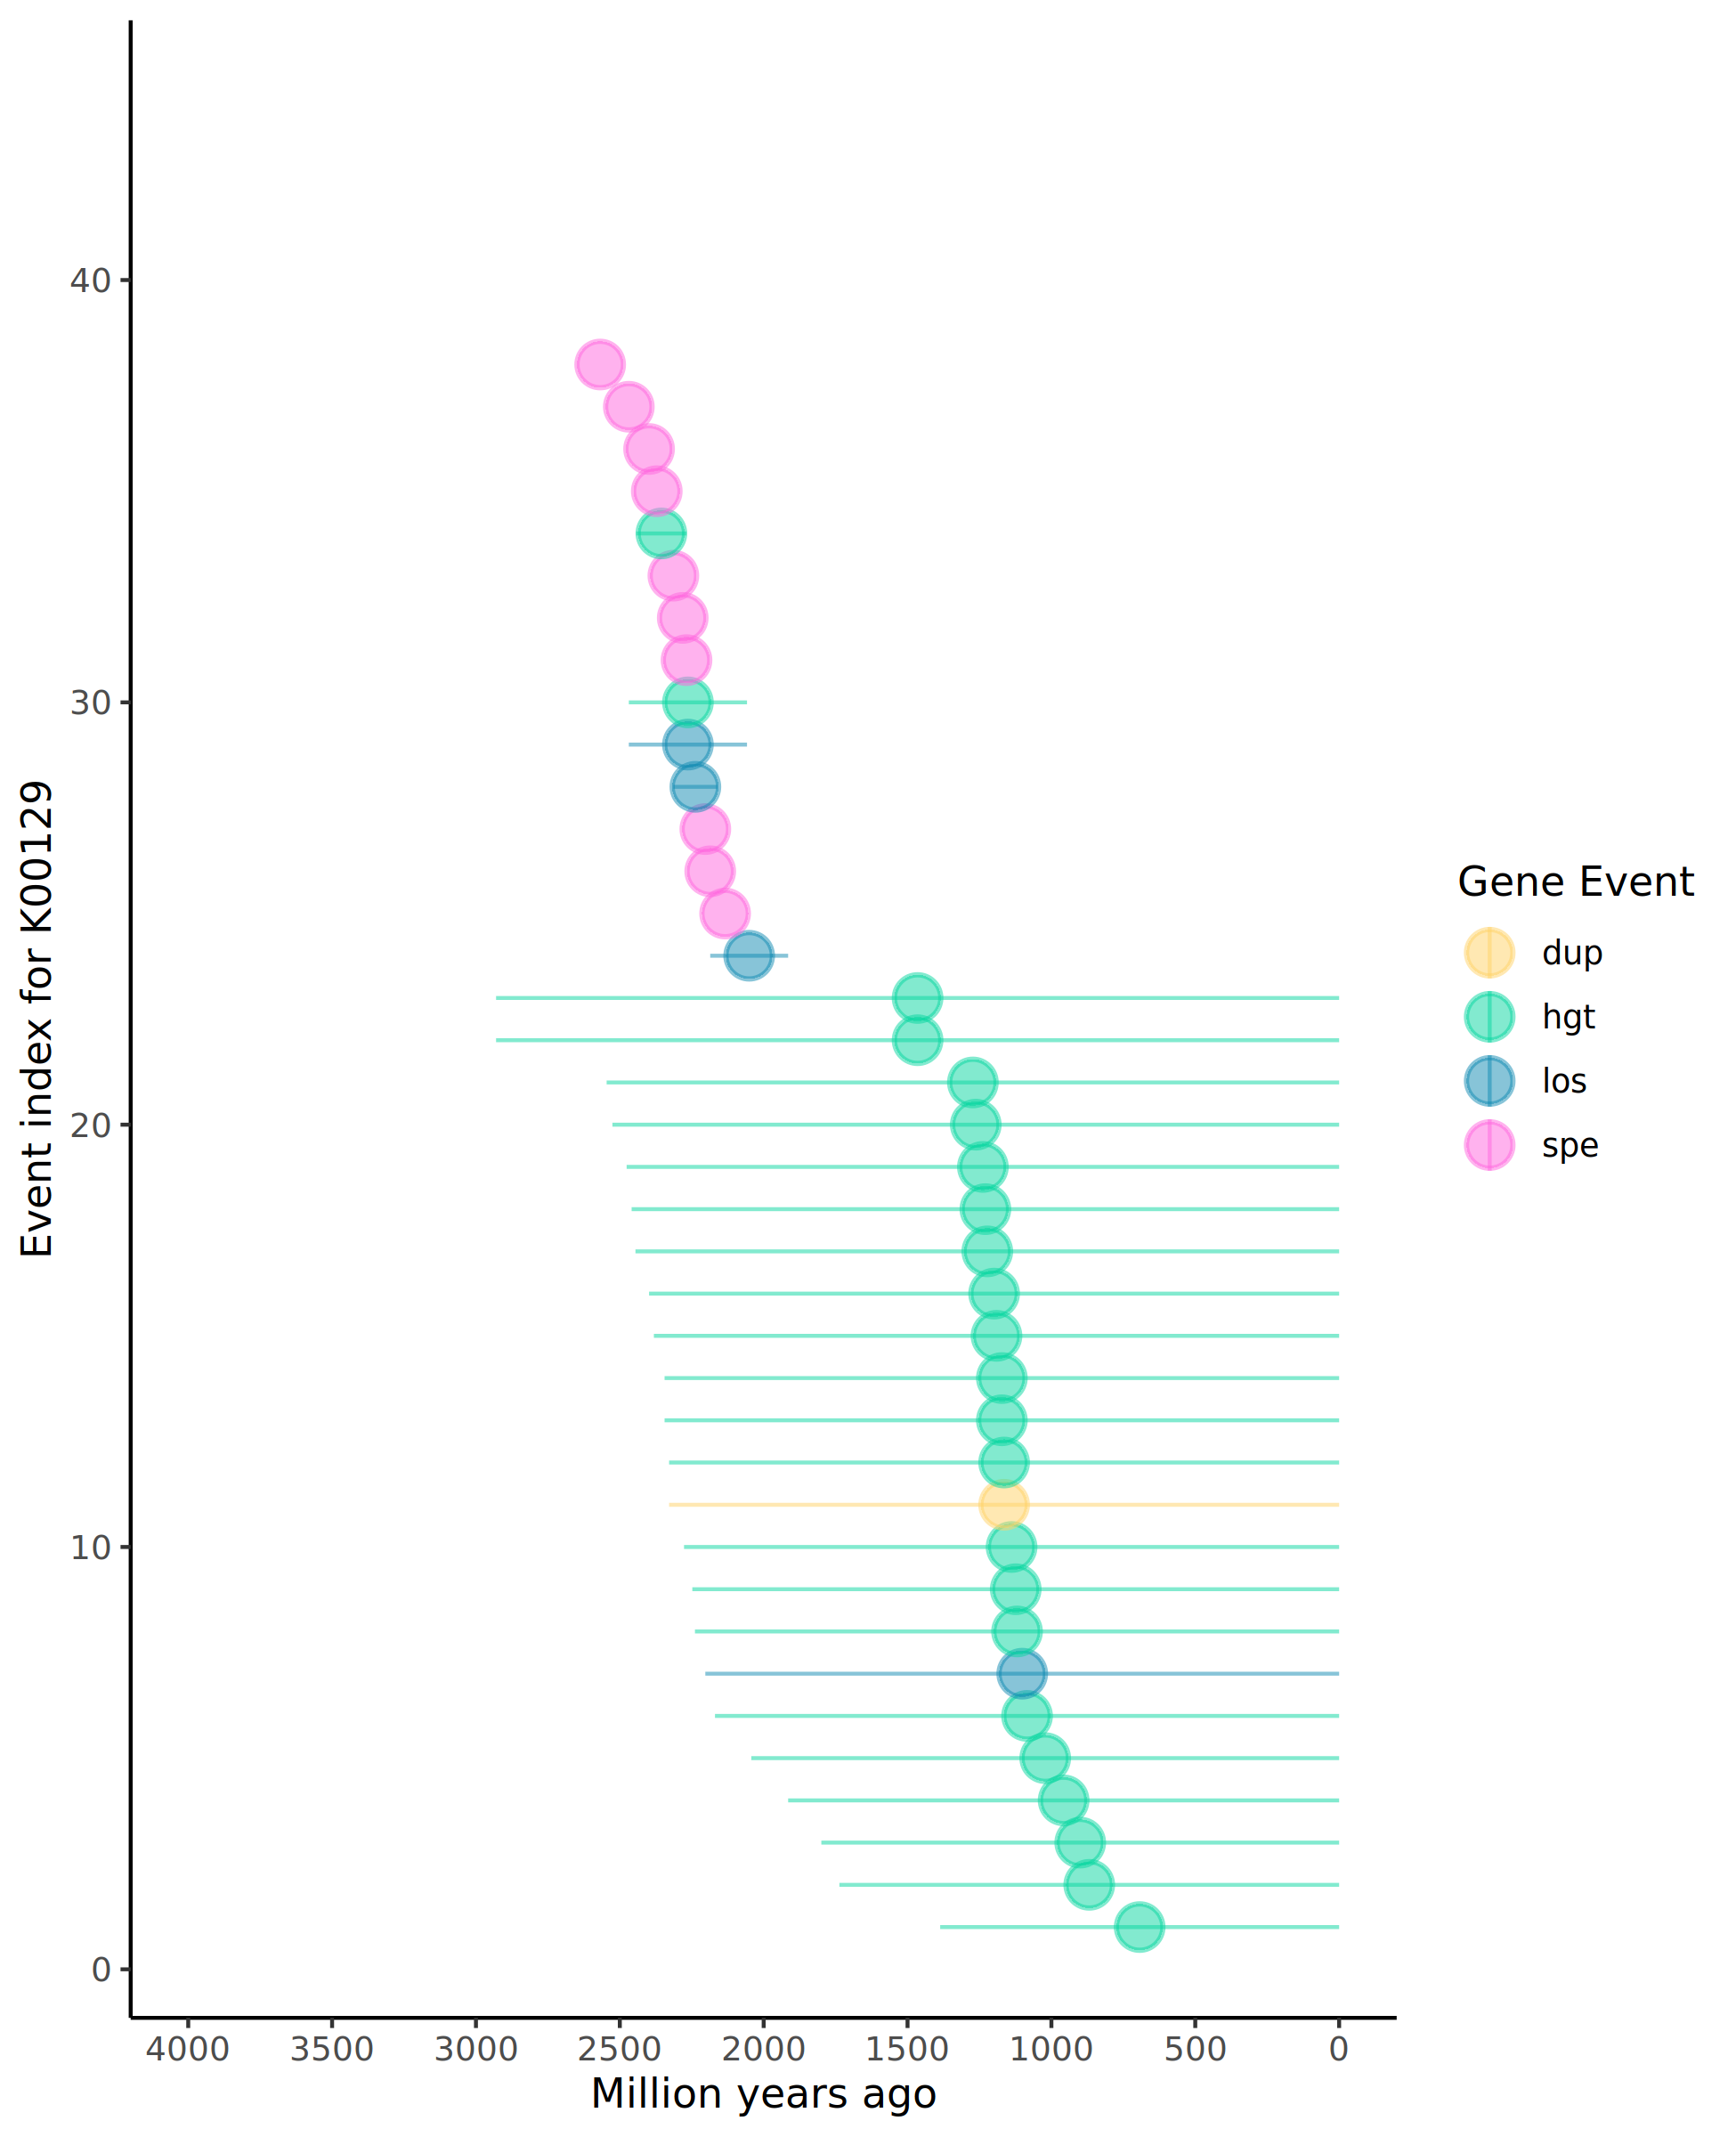 Event index for K00129
40
30
20
10
0
4000 3500 3000 2500 2000 1500 1000 500 0
Million years ago
Gene Event
dup
hgt
los
spe